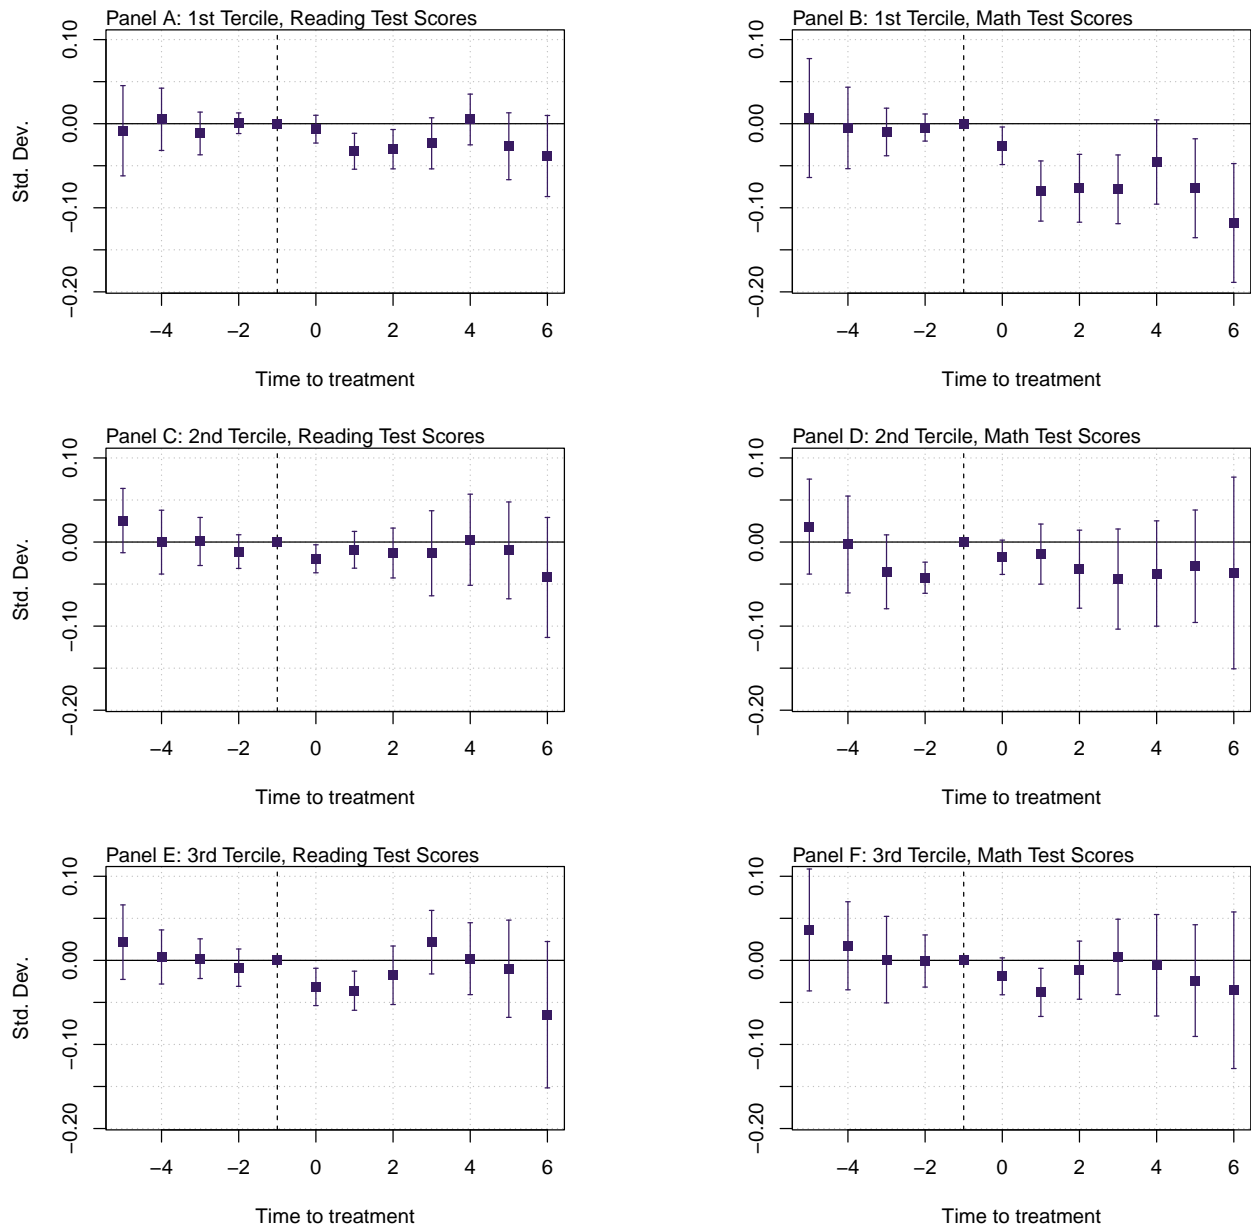 Panel A: 1st Tercile, Reading Test Scores
Std. Dev.
0.10
0.00
−0.10
−0.20
−4 −2 0 2 4 6
Time to treatment
Panel B: 1st Tercile, Math Test Scores
0.10
0.00
−0.10
−0.20
−4 −2 0 2 4 6
Time to treatment
Panel C: 2nd Tercile, Reading Test Scores
Std. Dev.
0.10
0.00
−0.10
−0.20
−4 −2 0 2 4 6
Time to treatment
Panel D: 2nd Tercile, Math Test Scores
0.10
0.00
−0.10
−0.20
−4 −2 0 2 4 6
Time to treatment
Panel E: 3rd Tercile, Reading Test Scores
Std. Dev.
0.10
0.00
−0.10
−0.20
−4 −2 0 2 4 6
Time to treatment
Panel F: 3rd Tercile, Math Test Scores
0.10
0.00
−0.10
−0.20
−4 −2 0 2 4 6
Time to treatment